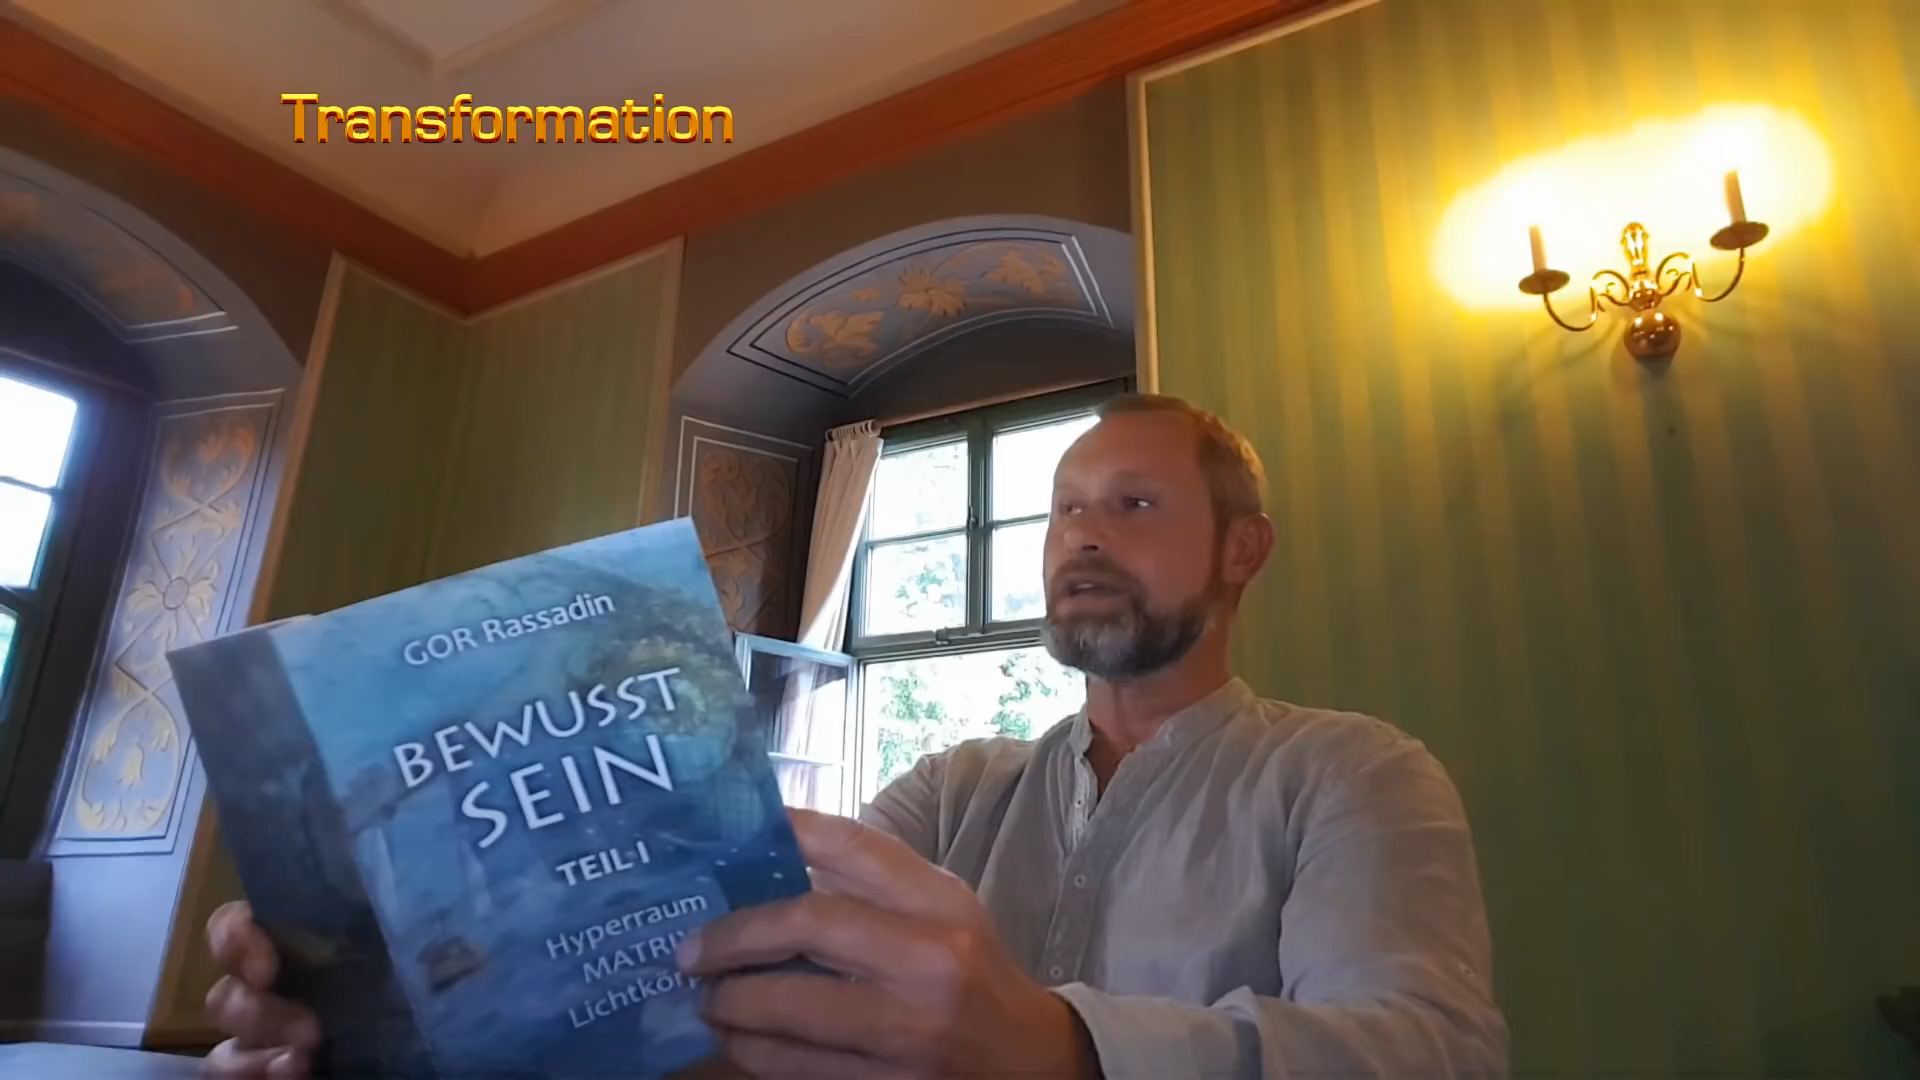 Transformation
GOR Rassadin
BEWUSST
SEIN
TEIL I
Hyperraum